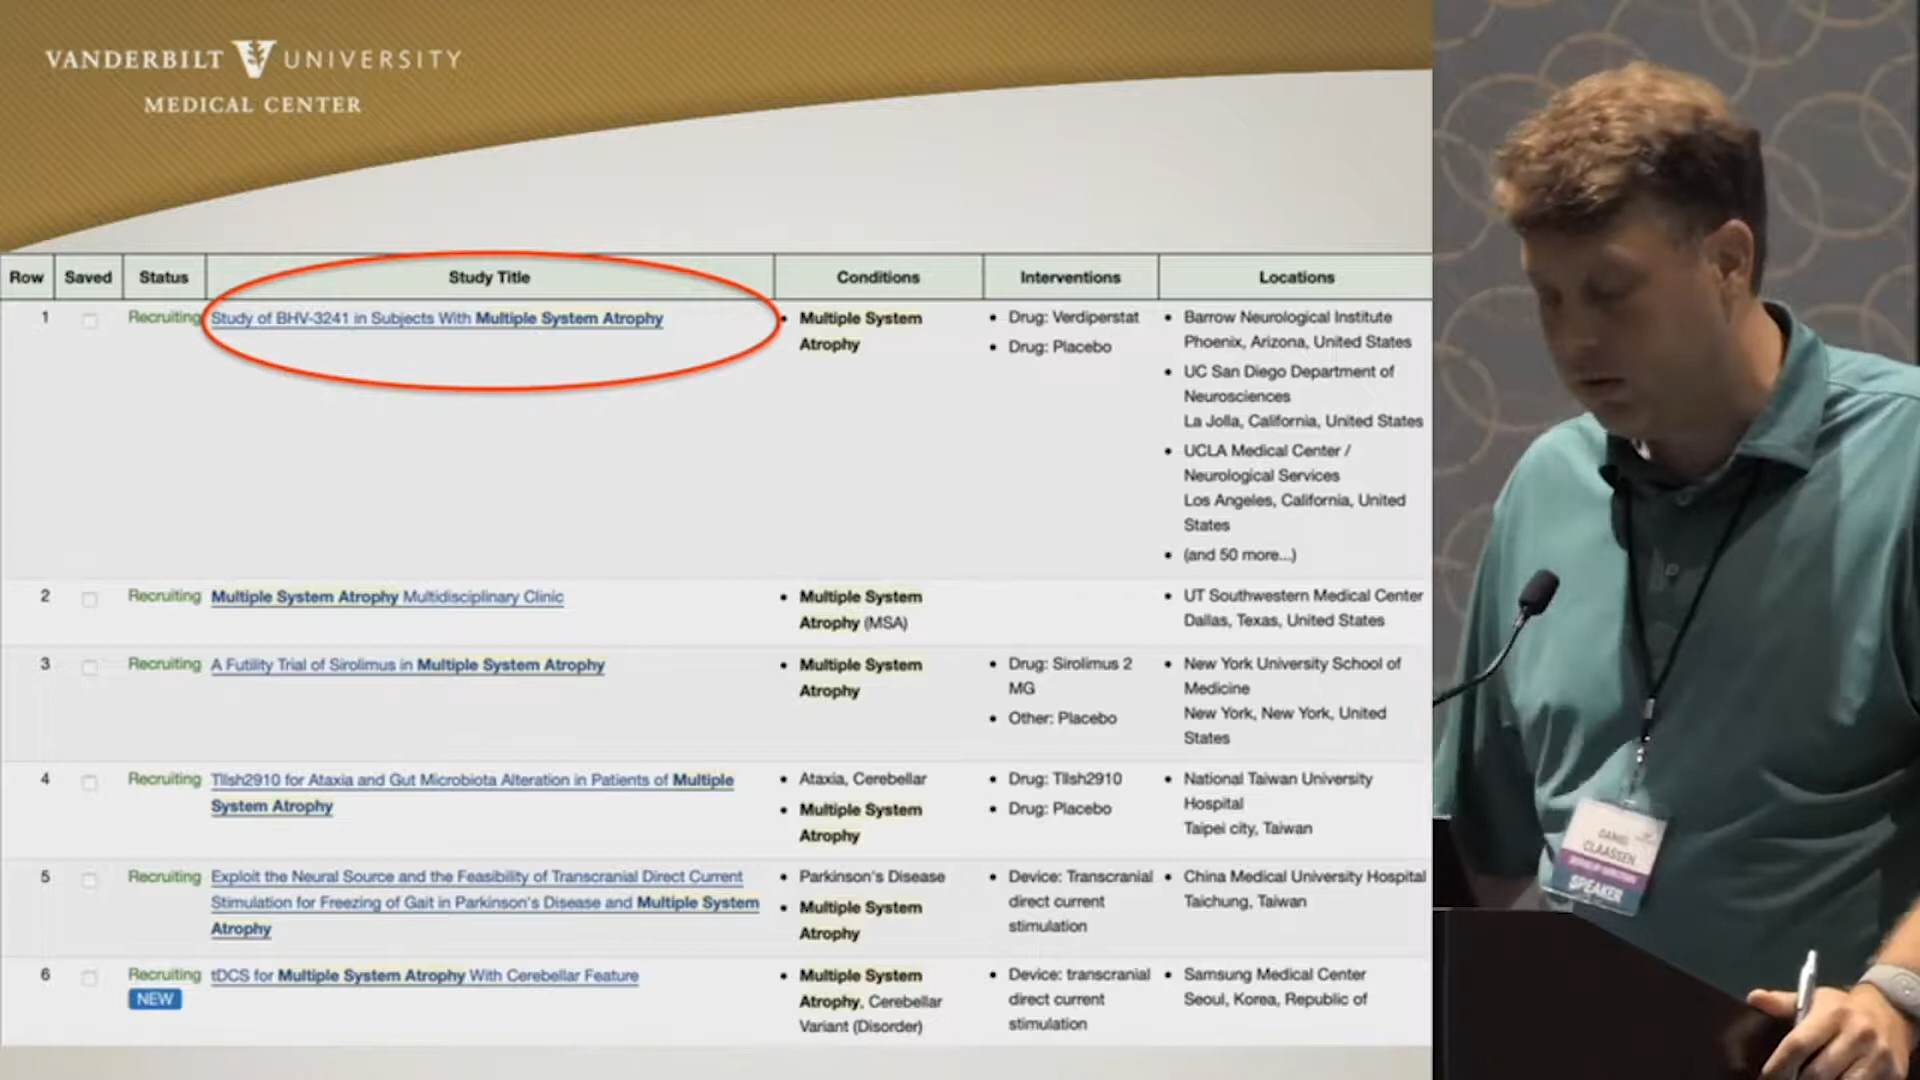 VANDERBILT V UNIVERSITY
MEDICAL CENTER
Row Saved Status Study Title Conditions Interventions Locations
1 Recruiting Study of BHV-3241 in Subjects With Multiple System Atrophy
Multiple System
Atrophy
Drug: Verdiperstat
Drug: Placebo
Barrow Neurological Institute
Phoenix, Arizona, United States
UC San Diego Department of
Neurosciences
La Jolla, California, United States
UCLA Medical Center /
Neurological Services
Los Angeles, California, United
States
(and 50 more...)
2 Recruiting Multiple System Atrophy Multidisciplinary Clinic
Multiple System
Atrophy (MSA)
UT Southwestern Medical Center
Dallas, Texas, United States
3 Recruiting A Futility Trial of Sirolimus in Multiple System Atrophy
Multiple System
Atrophy
Drug: Sirolimus 2
MG
Other: Placebo
New York University School of
Medicine
New York, New York, United
States
4 Recruiting Tllsh2910 for Ataxia and Gut Microbiota Alteration in Patients of Multiple
System Atrophy
Ataxia, Cerebellar
Multiple System
Atrophy
Drug: Tllsh2910
Drug: Placebo
National Taiwan University
Hospital
Taipei city, Taiwan
5 Recruiting Exploit the Neural Source and the Feasibility of Transcranial Direct Current
Stimulation for Freezing of Gait in Parkinson's Disease and Multiple System
Atrophy
Parkinson's Disease
Multiple System
Atrophy
Device: Transcranial
direct current
stimulation
China Medical University Hospital
Taichung, Taiwan
6 Recruiting tDCS for Multiple System Atrophy With Cerebellar Feature
NEW
Multiple System
Atrophy, Cerebellar
Variant (Disorder)
Device: transcranial
direct current
stimulation
Samsung Medical Center
Seoul, Korea, Republic of
DANIEL
CLAASSEN
SPEAKER